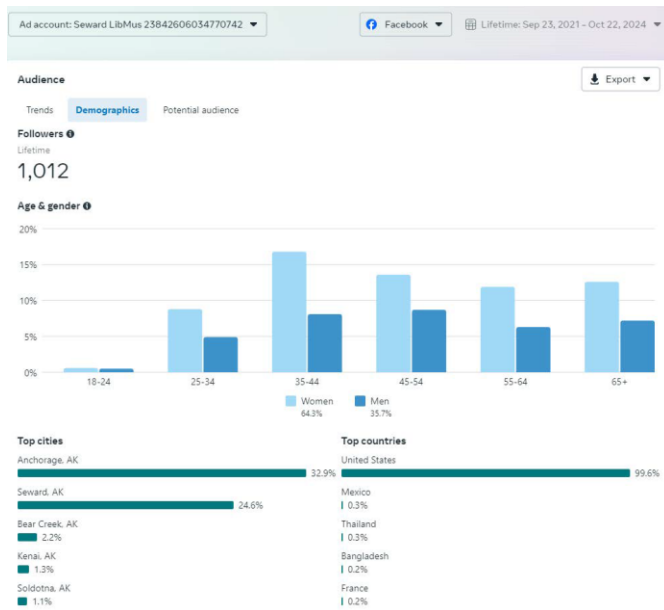 Ad account: Seward LibMus 23842606034770742
Facebook
Lifetime: Sep 23, 2021 - Oct 22, 2024
Audience
Export
Trends
Demographics
Potential audience
Followers
Lifetime
1,012
Age & gender
20%
15%
10%
5%
0%
18-24
25-34
35-44
45-54
55-64
65+
Women
64.3%
Men
35.7%
Top cities
Anchorage, AK
32.9%
Seward, AK
24.6%
Bear Creek, AK
2.2%
Kenai, AK
1.3%
Soldotna, AK
1.1%
Top countries
United States
99.6%
Mexico
0.3%
Thailand
0.3%
Bangladesh
0.2%
France
0.2%